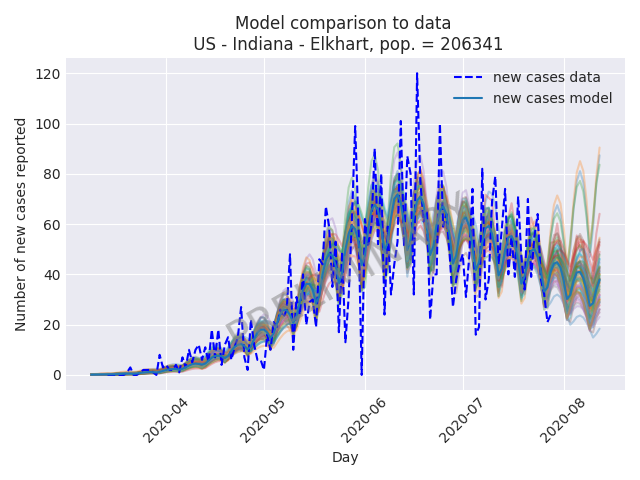 Model comparison to data
US - Indiana - Elkhart, pop. = 206341
new cases data
new cases model
Number of new cases reported
120
100
80
60
40
20
0
2020-04
2020-05
2020-06
2020-07
2020-08
Day